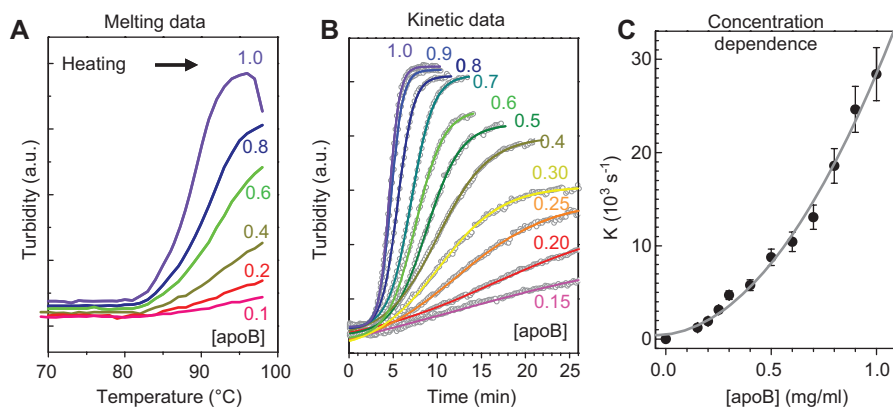 A
Melting data
Heating
1.0
0.8
0.6
0.4
0.2
0.1
[apoB]
Turbidity (a.u.)
70 80 90 100
Temperature (°C)
B
Kinetic data
1.0
0.9
0.8
0.7
0.6
0.5
0.4
0.30
0.25
0.20
0.15
[apoB]
Turbidity (a.u.)
0 5 10 15 20 25
Time (min)
C
Concentration
dependence
K (10³ s⁻¹)
30
20
10
0
0.0 0.5 1.0
[apoB] (mg/ml)